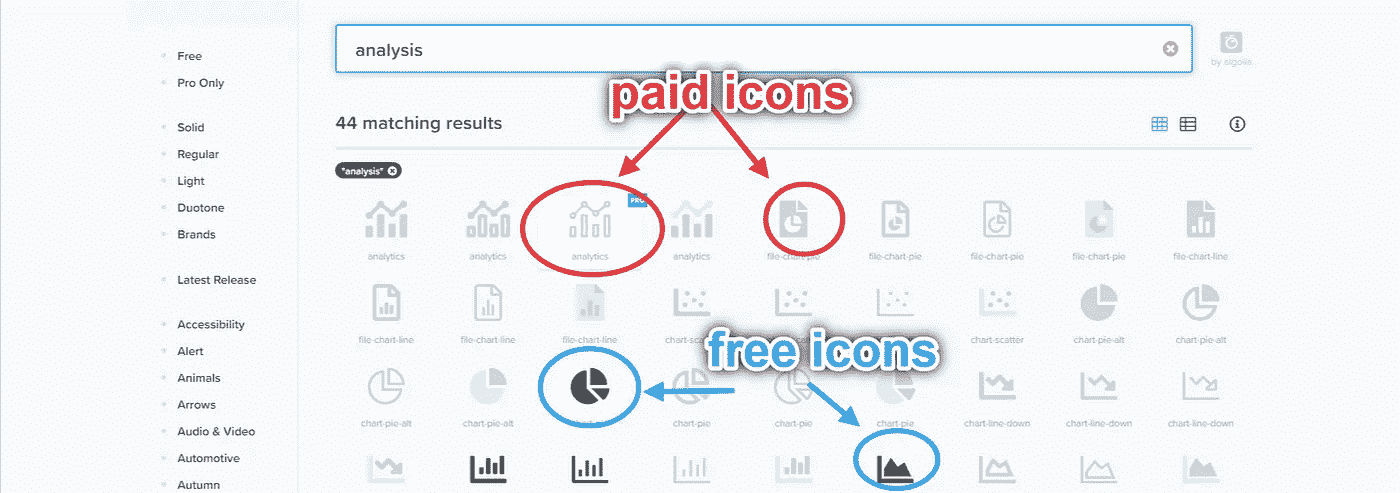 analysis
by algolia
paid icons
44 matching results
"analysis"
Free
Pro Only
Solid
Regular
Light
Duotone
Brands
Latest Release
Accessibility
Alert
Animals
Arrows
Audio & Video
Automotive
Autumn
PRO
analytics analytics analytics analytics file-chart-pie file-chart-pie file-chart-pie file-chart-pie file-chart-line
free icons
file-chart-line file-chart-line file-chart-line chart-scatter chart-pie-alt chart-pie-alt
chart-pie-alt chart-pie-alt chart-pie chart-pie chart-pie chart-line-down chart-line-down chart-line-down